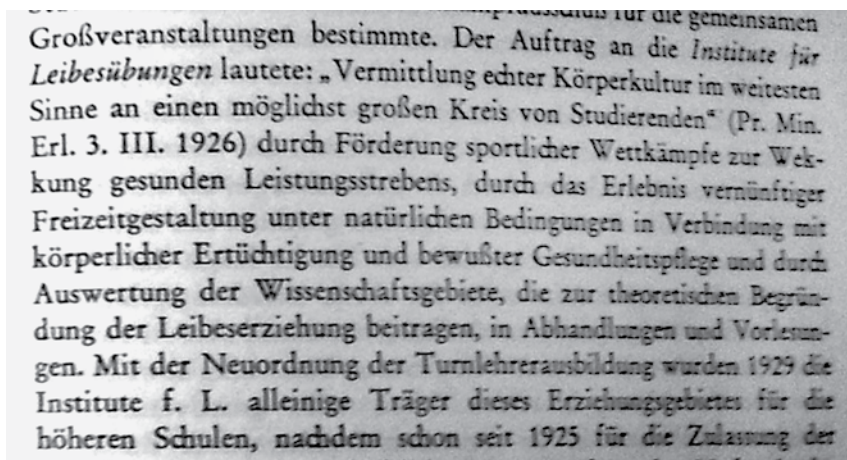 für die gemeinsamen
Großveranstaltungen bestimmte. Der Auftrag an die Institute für
Leibesübungen lautete: „Vermittlung echter Körperkultur im weitesten
Sinne an einen möglichst großen Kreis von Studierenden“ (Pr. Min.
Erl. 3. III. 1926) durch Förderung sportlicher Wettkämpfe zur Wek-
kung gesunden Leistungsstrebens, durch das Erlebnis vernünftiger
Freizeitgestaltung unter natürlichen Bedingungen in Verbindung mit
körperlicher Ertüchtigung und bewußter Gesundheitspflege und durch
Auswertung der Wissenschaftsgebiete, die zur theoretischen Begrün-
dung der Leibeserziehung beitragen, in Abhandlungen und Vorlesun-
gen. Mit der Neuordnung der Turnlehrerausbildung wurden 1929 die
Institute f. L. alleinige Träger dieses Erziehungsgebietes für die
höheren Schulen, nachdem schon seit 1925 für die Zulassung der